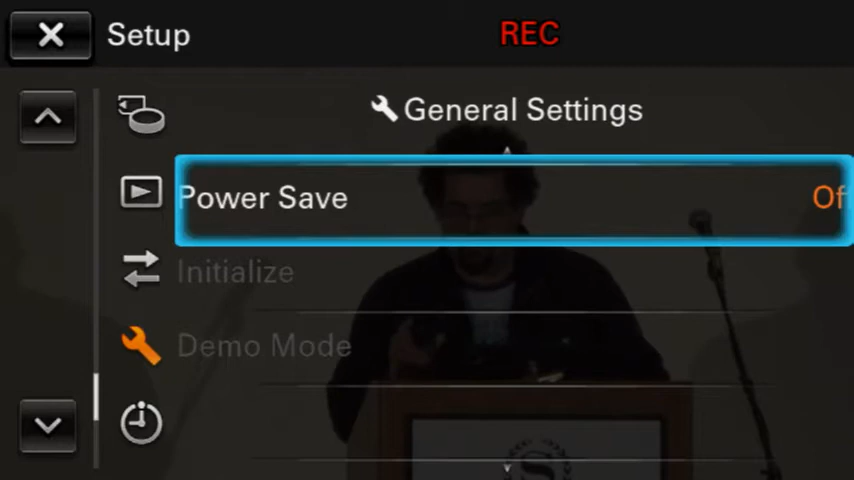 Setup
REC
General Settings
Power Save
Of
Initialize
Demo Mode
S